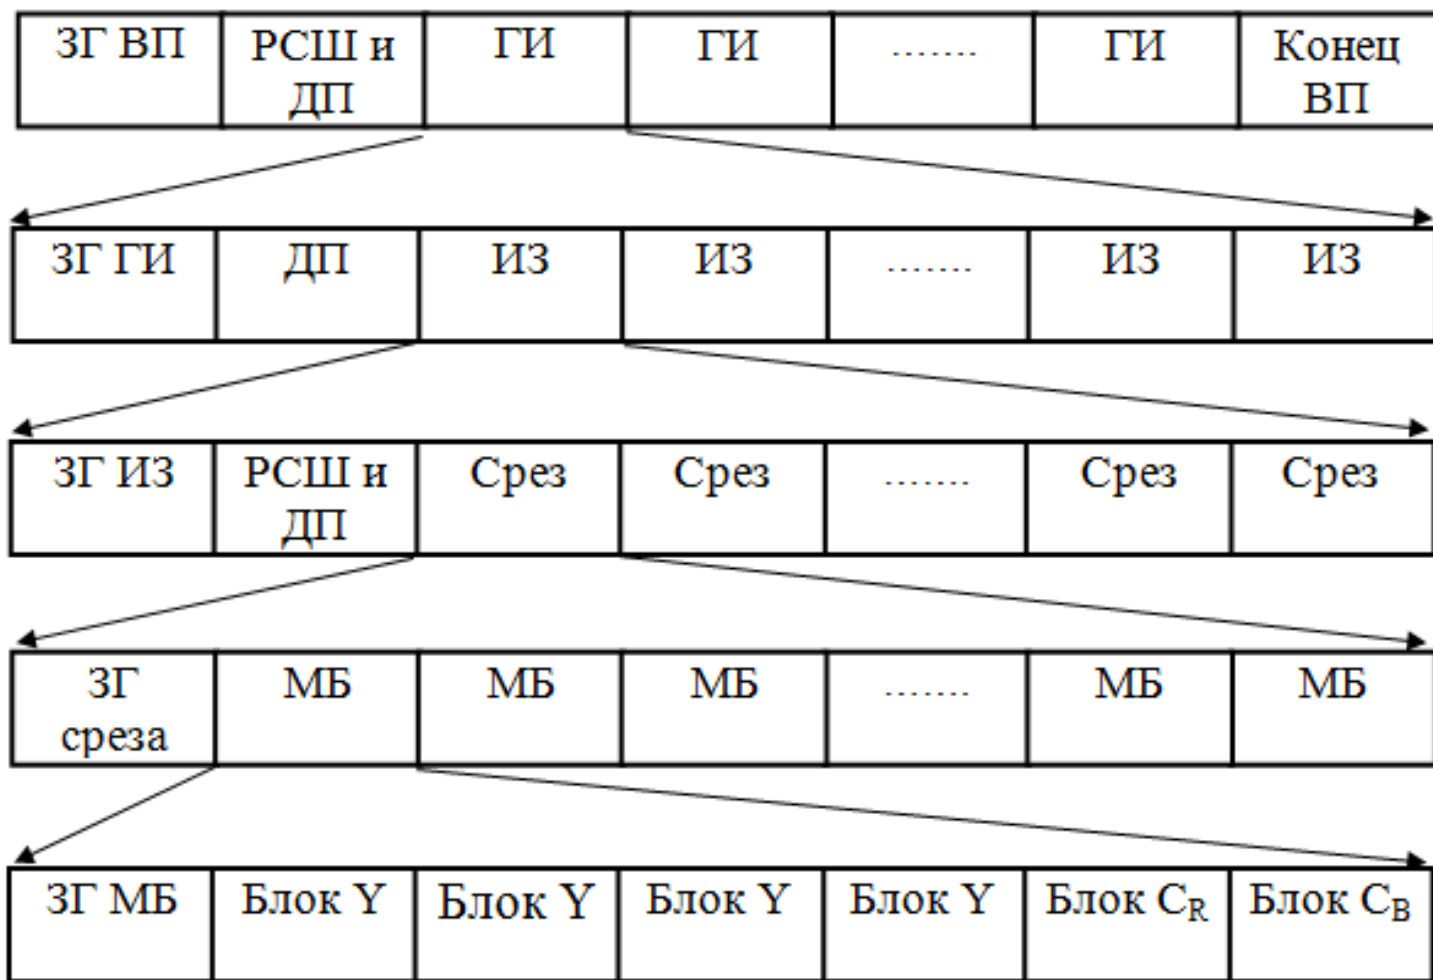 ЗГ ВП РСШ и ГИ ГИ ....... ГИ Конец
ДП ВП
ЗГ ГИ ДП ИЗ ИЗ ....... ИЗ ИЗ
ЗГ ИЗ РСШ и Срез Срез ....... Срез Срез
ДП
ЗГ МБ МБ МБ ....... МБ МБ
среза
ЗГ МБ Блок Y Блок Y Блок Y Блок Y Блок CR Блок CB